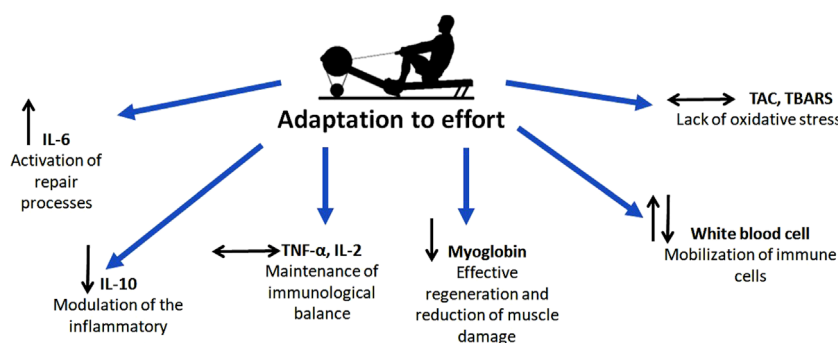 Adaptation to effort
IL-6
Activation of
repair
processes
IL-10
Modulation of the
inflammatory
TNF-α, IL-2
Maintenance of
immunological
balance
Myoglobin
Effective
regeneration and
reduction of muscle
damage
White blood cell
Mobilization of immune
cells
TAC, TBARS
Lack of oxidative stress